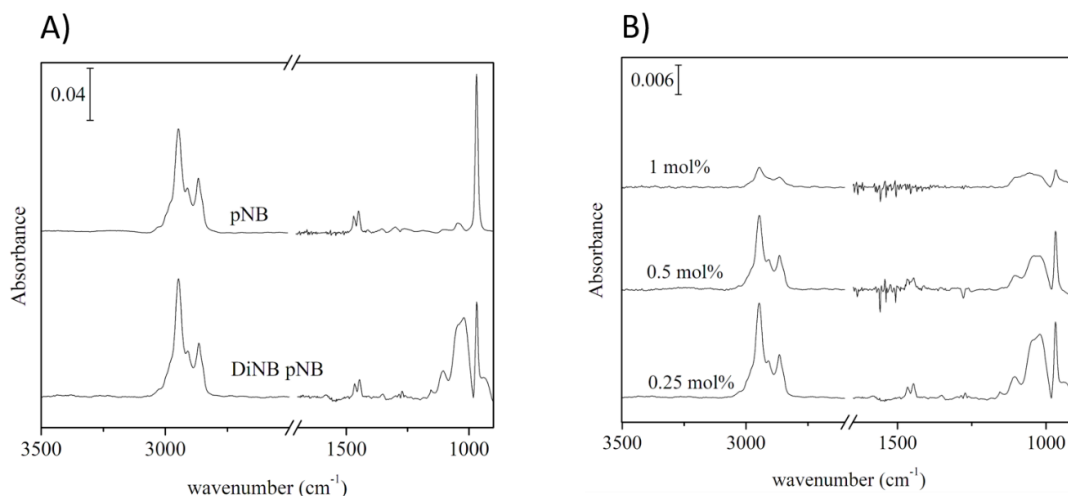 A)
0.04
pNB
DiNB pNB
Absorbance
3500 3000 1500 1000
wavenumber (cm-1)
B)
0.006
1 mol%
0.5 mol%
0.25 mol%
Absorbance
3500 3000 1500 1000
wavenumber (cm-1)